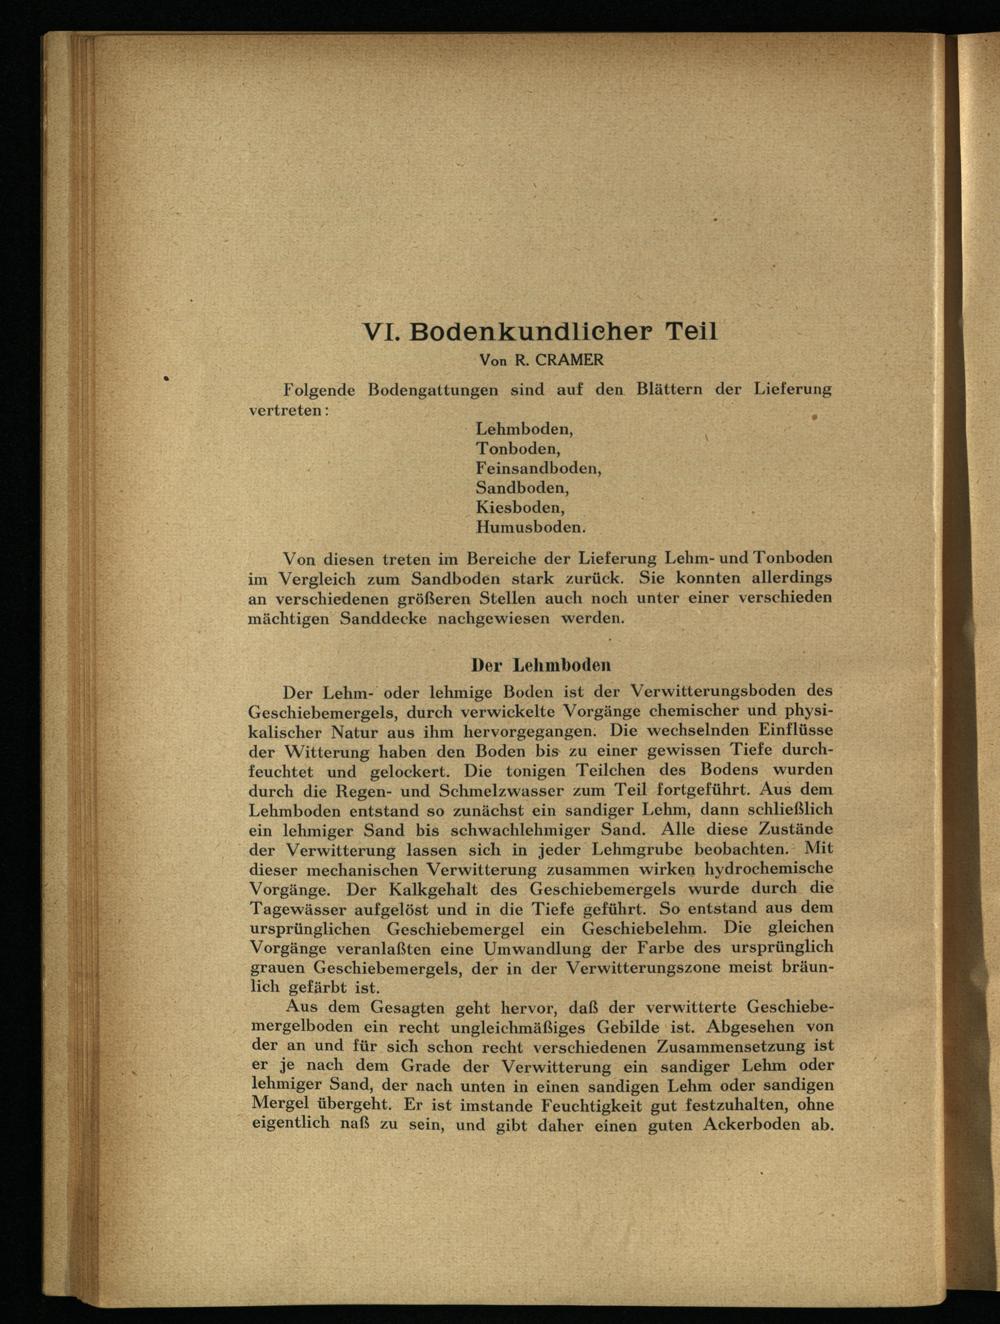 VI. Bodenkundlicher Teil
Von R. CRAMER
Folgende Bodengattungen sind auf den Blättern der Lieferung
vertreten:
Lehmboden,
Tonboden,
Feinsandboden,
Sandboden,
Kiesboden,
Humusboden.
Von diesen treten im Bereiche der Lieferung Lehm- und Tonboden
im Vergleich zum Sandboden stark zurück. Sie konnten allerdings
an verschiedenen größeren Stellen auch noch unter einer verschieden
mächtigen Sanddecke nachgewiesen werden.
Der Lehmboden
Der Lehm- oder lehmige Boden ist der Verwitterungsboden des
Geschiebemergels, durch verwickelte Vorgänge chemischer und physi-
kalischer Natur aus ihm hervorgegangen. Die wechselnden Einflüsse
der Witterung haben den Boden bis zu einer gewissen Tiefe durch-
feuchtet und gelockert. Die tonigen Teilchen des Bodens wurden
durch die Regen- und Schmelzwasser zum Teil fortgeführt. Aus dem
Lehmboden entstand so zunächst ein sandiger Lehm, dann schließlich
ein lehmiger Sand bis schwachlehmiger Sand. Alle diese Zustände
der Verwitterung lassen sich in jeder Lehmgrube beobachten. Mit
dieser mechanischen Verwitterung zusammen wirken hydrochemische
Vorgänge. Der Kalkgehalt des Geschiebemergels wurde durch die
Tagewässer aufgelöst und in die Tiefe geführt. So entstand aus dem
ursprünglichen Geschiebemergel ein Geschiebelehm. Die gleichen
Vorgänge veranlaßten eine Umwandlung der Farbe des ursprünglich
grauen Geschiebemergels, der in der Verwitterungszone meist bräun-
lich gefärbt ist.
Aus dem Gesagten geht hervor, daß der verwitterte Geschiebe-
mergelboden ein recht ungleichmäßiges Gebilde ist. Abgesehen von
der an und für sich schon recht verschiedenen Zusammensetzung ist
er je nach dem Grade der Verwitterung ein sandiger Lehm oder
lehmiger Sand, der nach unten in einen sandigen Lehm oder sandigen
Mergel übergeht. Er ist imstande Feuchtigkeit gut festzuhalten, ohne
eigentlich naß zu sein, und gibt daher einen guten Ackerboden ab.